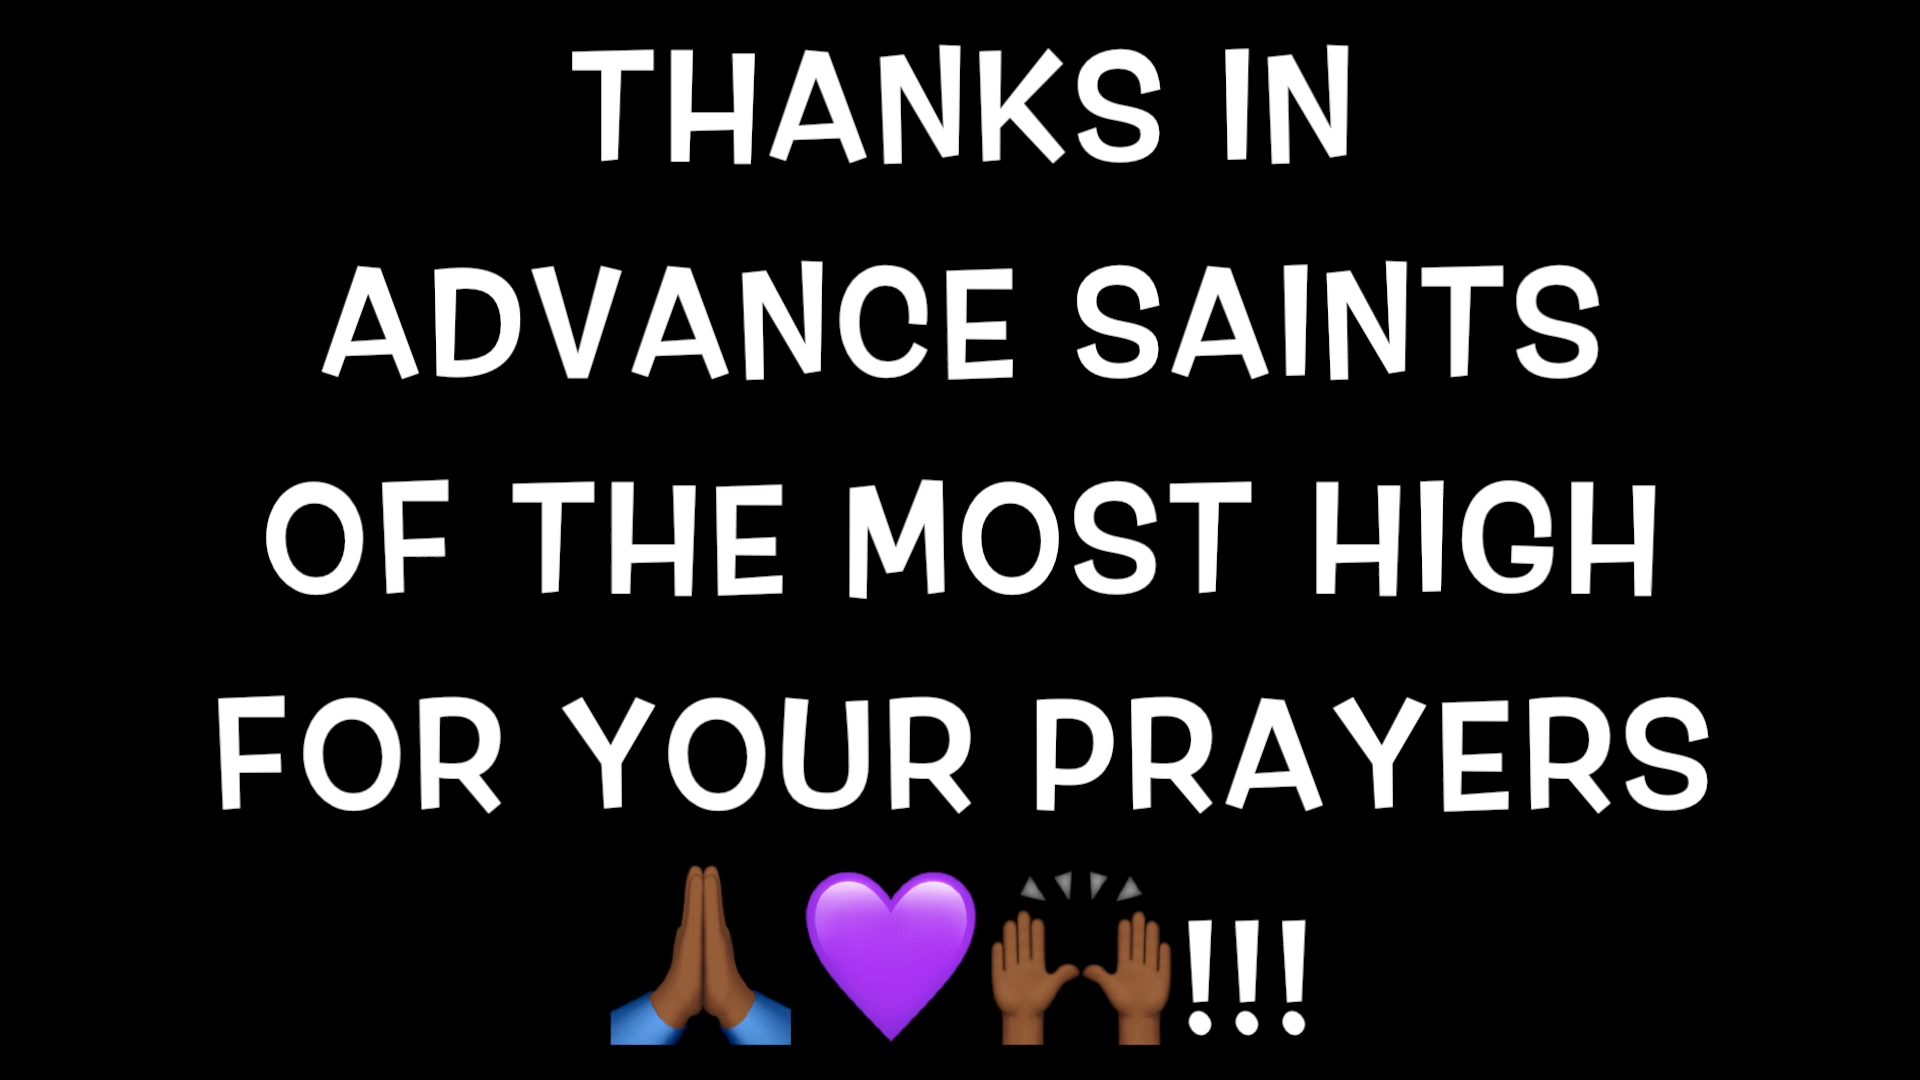 THANKS IN
ADVANCE SAINTS
OF THE MOST HIGH
FOR YOUR PRAYERS
🙏🏾💜🙌🏾!!!